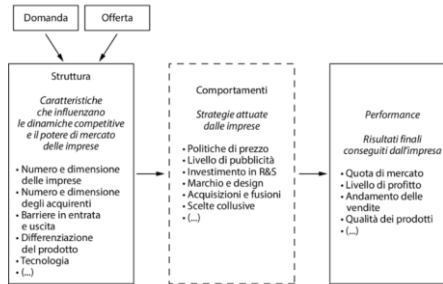 Domanda
Offerta
Struttura
Caratteristiche
che influenzano
le dinamiche competitive
e il potere di mercato
delle imprese
• Numero e dimensione
delle imprese
• Numero e dimensione
degli acquirenti
• Barriere in entrata
e uscita
• Differenziazione
del prodotto
• Tecnologia
• (...)
Comportamenti
Strategie attuate
dalle imprese
• Politiche di prezzo
• Livello di pubblicità
• Investimento in R&S
• Marchio e design
• Acquisizioni e fusioni
• Scelte collusive
• (...)
Performance
Risultati finali
conseguiti dall'impresa
• Quota di mercato
• Livello di profitto
• Andamento delle
vendite
• Qualità dei prodotti
• (...)